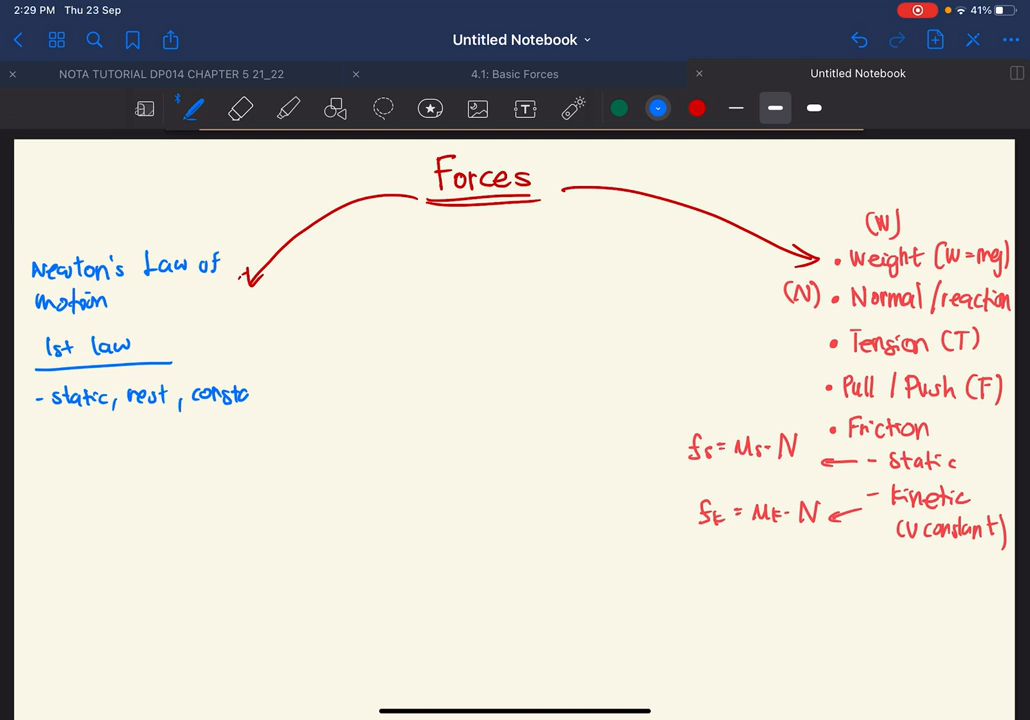 2:29 PM Thu 23 Sep
41%
Untitled Notebook
NOTA TUTORIAL DP014 CHAPTER 5 21_22
4.1: Basic Forces
Untitled Notebook
Forces
Newton's Law of
motion
1st law
- static, rest, consta
(W)
• Weight (W = mg)
(N) • Normal / reaction
• Tension (T)
• Pull / Push (F)
• Friction
fs = μs · N ← - Static
fk = μk · N ← - Kinetic
(V constant)